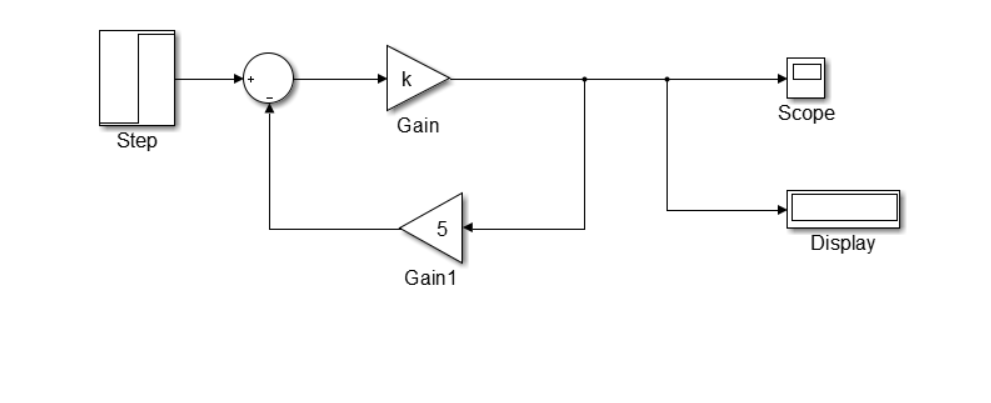 Step
+
−
k
Gain
Scope
5
Gain1
Display